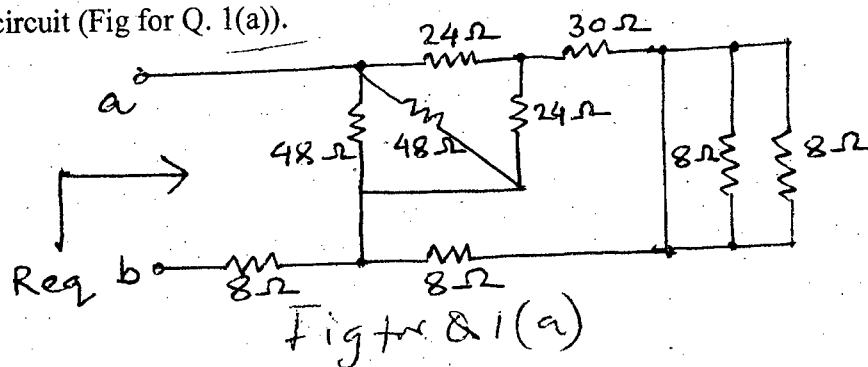 circuit (Fig for Q. 1(a)).
24Ω 30Ω
a
48Ω 48Ω 24Ω 8Ω 8Ω
Req b 8Ω 8Ω
Fig for Q 1(a)